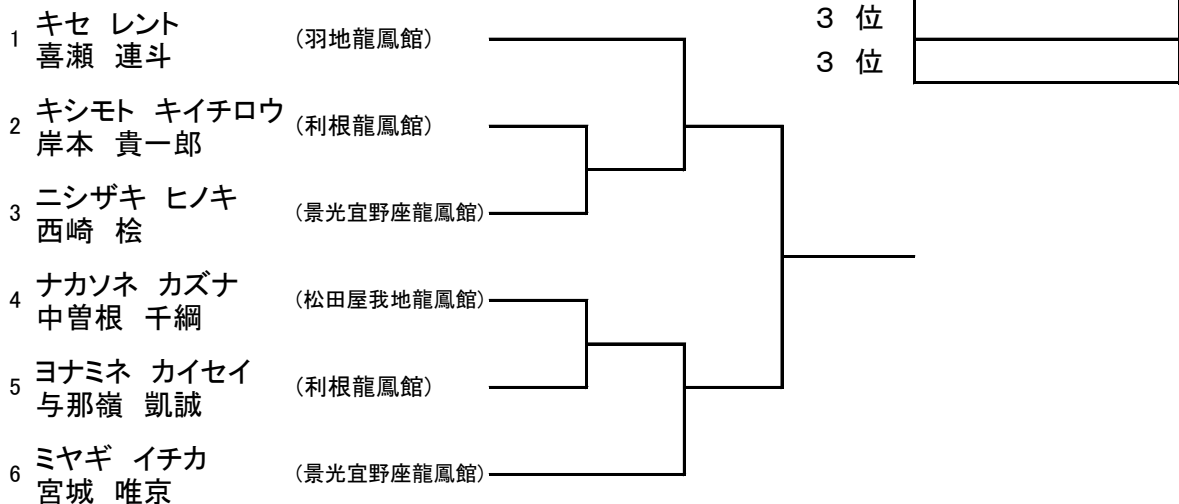 ３ 位
３ 位
1 キセ レント (羽地龍鳳館)
喜瀬 連斗
2 キシモト キイチロウ (利根龍鳳館)
岸本 貴一郎
3 ニシザキ ヒノキ (景光宜野座龍鳳館)
西崎 桧
4 ナカソネ カズナ (松田屋我地龍鳳館)
中曽根 千綱
5 ヨナミネ カイセイ (利根龍鳳館)
与那嶺 凱誠
6 ミヤギ イチカ (景光宜野座龍鳳館)
宮城 唯京